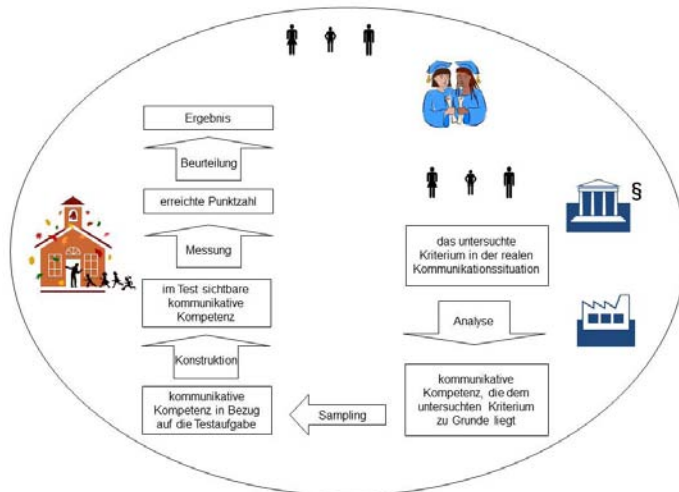 Ergebnis
Beurteilung
erreichte Punktzahl
Messung
im Test sichtbare
kommunikative
Kompetenz
Konstruktion
kommunikative
Kompetenz in Bezug
auf die Testaufgabe
Sampling
§
das untersuchte
Kriterium in der realen
Kommunikationssituation
Analyse
kommunikative
Kompetenz, die dem
untersuchten Kriterium
zu Grunde liegt